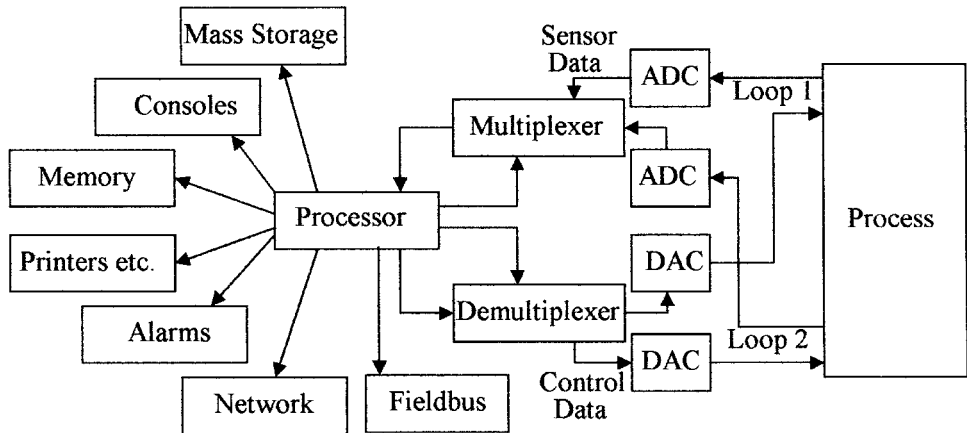 Mass Storage
Sensor
Data
ADC
Loop 1
Consoles
Multiplexer
Memory
ADC
Processor
Process
Printers etc.
DAC
Demultiplexer
Alarms
Loop 2
DAC
Control
Data
Network
Fieldbus